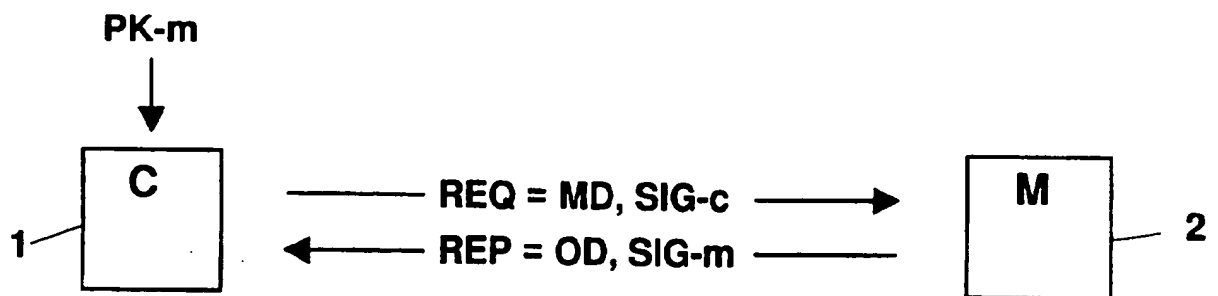 PK-m
C
REQ = MD, SIG-c
M
1
REP = OD, SIG-m
2